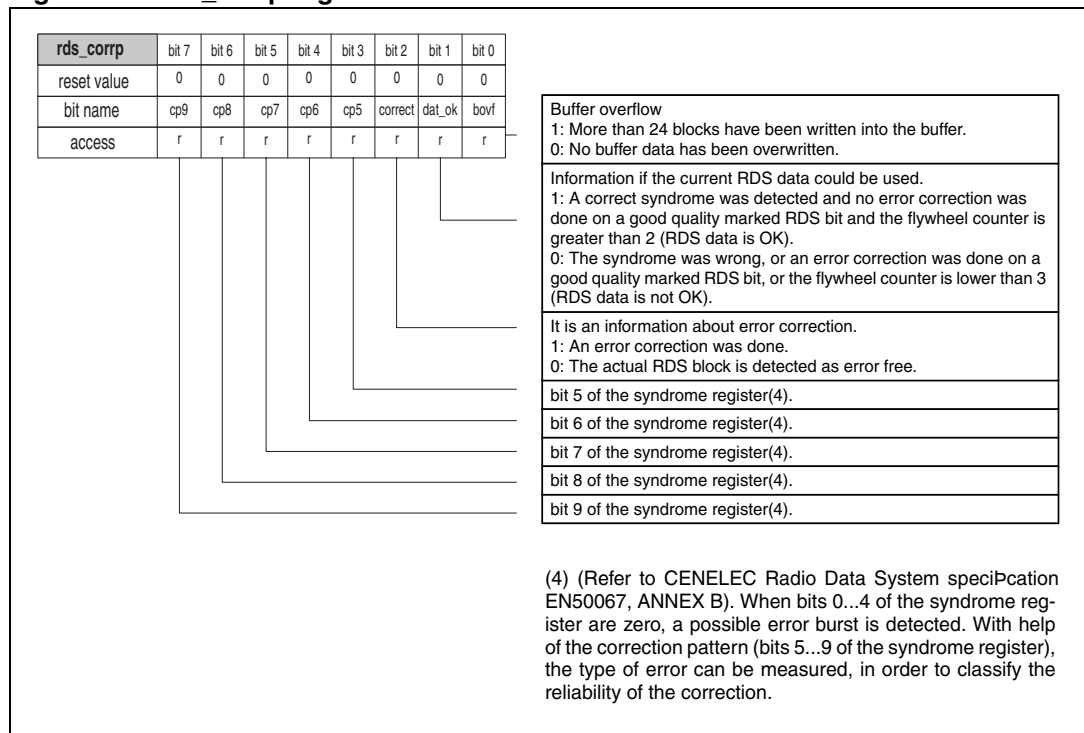 rds_corrp bit 7 bit 6 bit 5 bit 4 bit 3 bit 2 bit 1 bit 0
reset value 0 0 0 0 0 0 0 0
bit name cp9 cp8 cp7 cp6 cp5 correct dat_ok bovf
access r r r r r r r r
Buffer overflow
1: More than 24 blocks have been written into the buffer.
0: No buffer data has been overwritten.
Information if the current RDS data could be used.
1: A correct syndrome was detected and no error correction was
done on a good quality marked RDS bit and the flywheel counter is
greater than 2 (RDS data is OK).
0: The syndrome was wrong, or an error correction was done on a
good quality marked RDS bit, or the flywheel counter is lower than 3
(RDS data is not OK).
It is an information about error correction.
1: An error correction was done.
0: The actual RDS block is detected as error free.
bit 5 of the syndrome register(4).
bit 6 of the syndrome register(4).
bit 7 of the syndrome register(4).
bit 8 of the syndrome register(4).
bit 9 of the syndrome register(4).
(4) (Refer to CENELEC Radio Data System speciÞcation
EN50067, ANNEX B). When bits 0...4 of the syndrome reg-
ister are zero, a possible error burst is detected. With help
of the correction pattern (bits 5...9 of the syndrome register),
the type of error can be measured, in order to classify the
reliability of the correction.